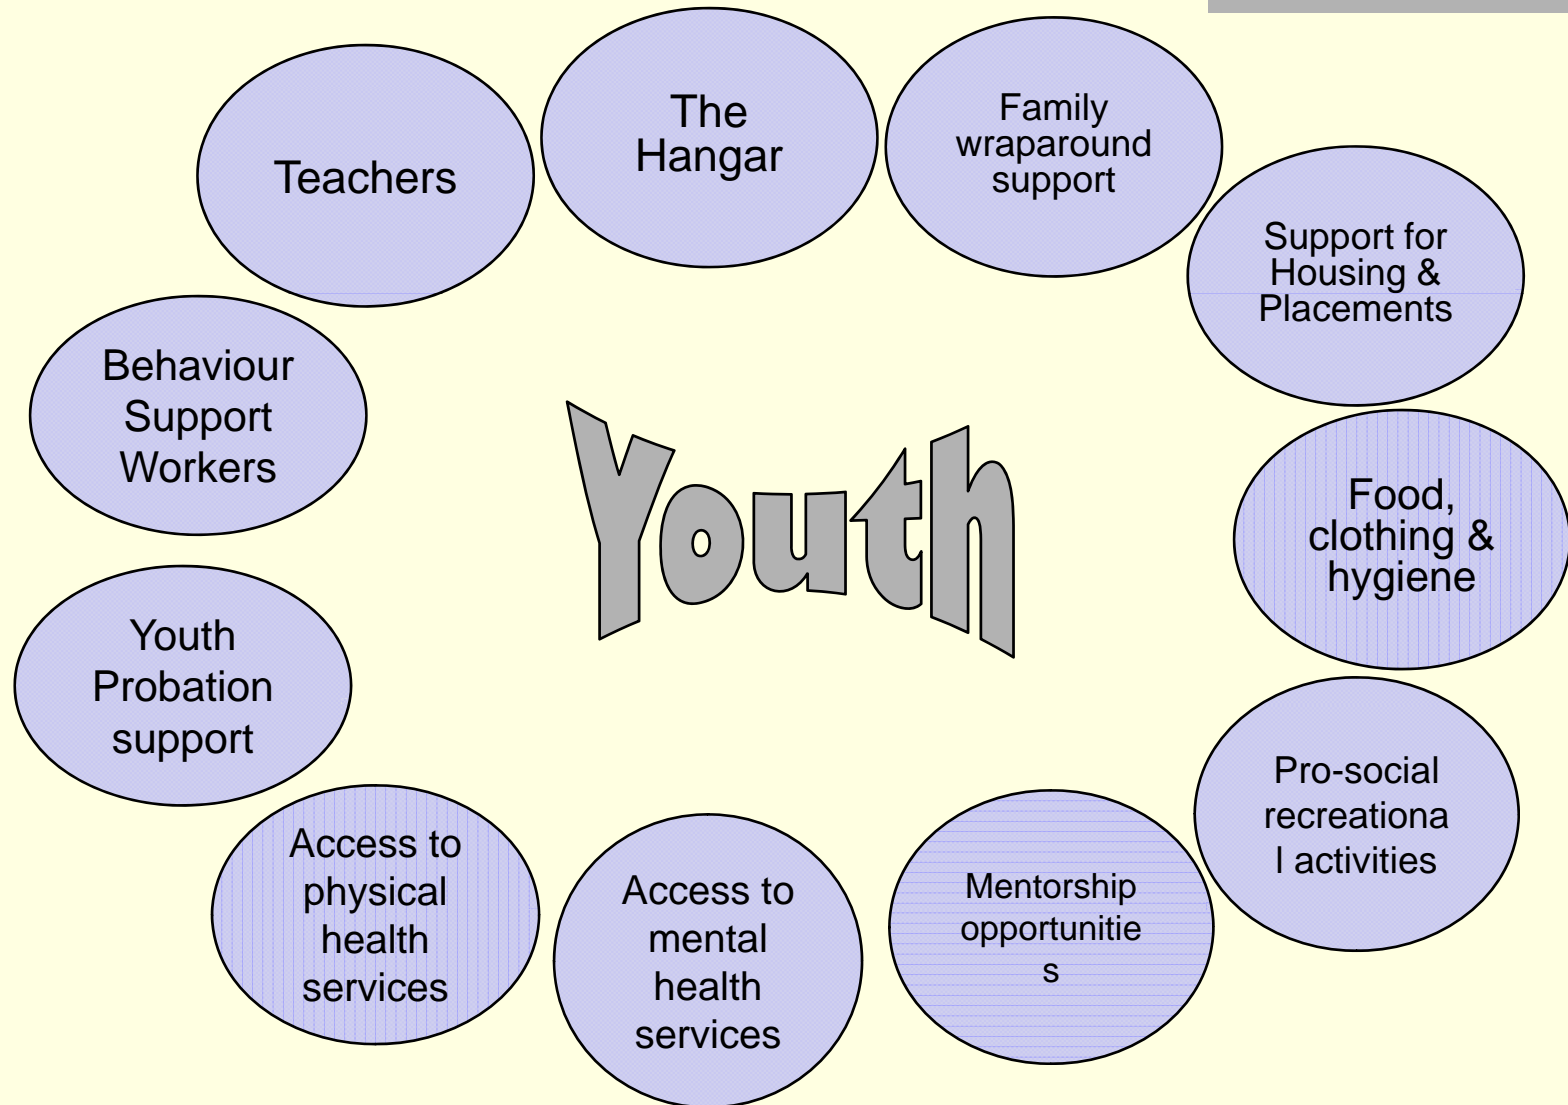 Teachers
The
Hangar
Family
wraparound
support
Support for
Housing &
Placements
Behaviour
Support
Workers
Youth
Food,
clothing &
hygiene
Youth
Probation
support
Pro-social
recreationa
l activities
Access to
physical
health
services
Access to
mental
health
services
Mentorship
opportunitie
s